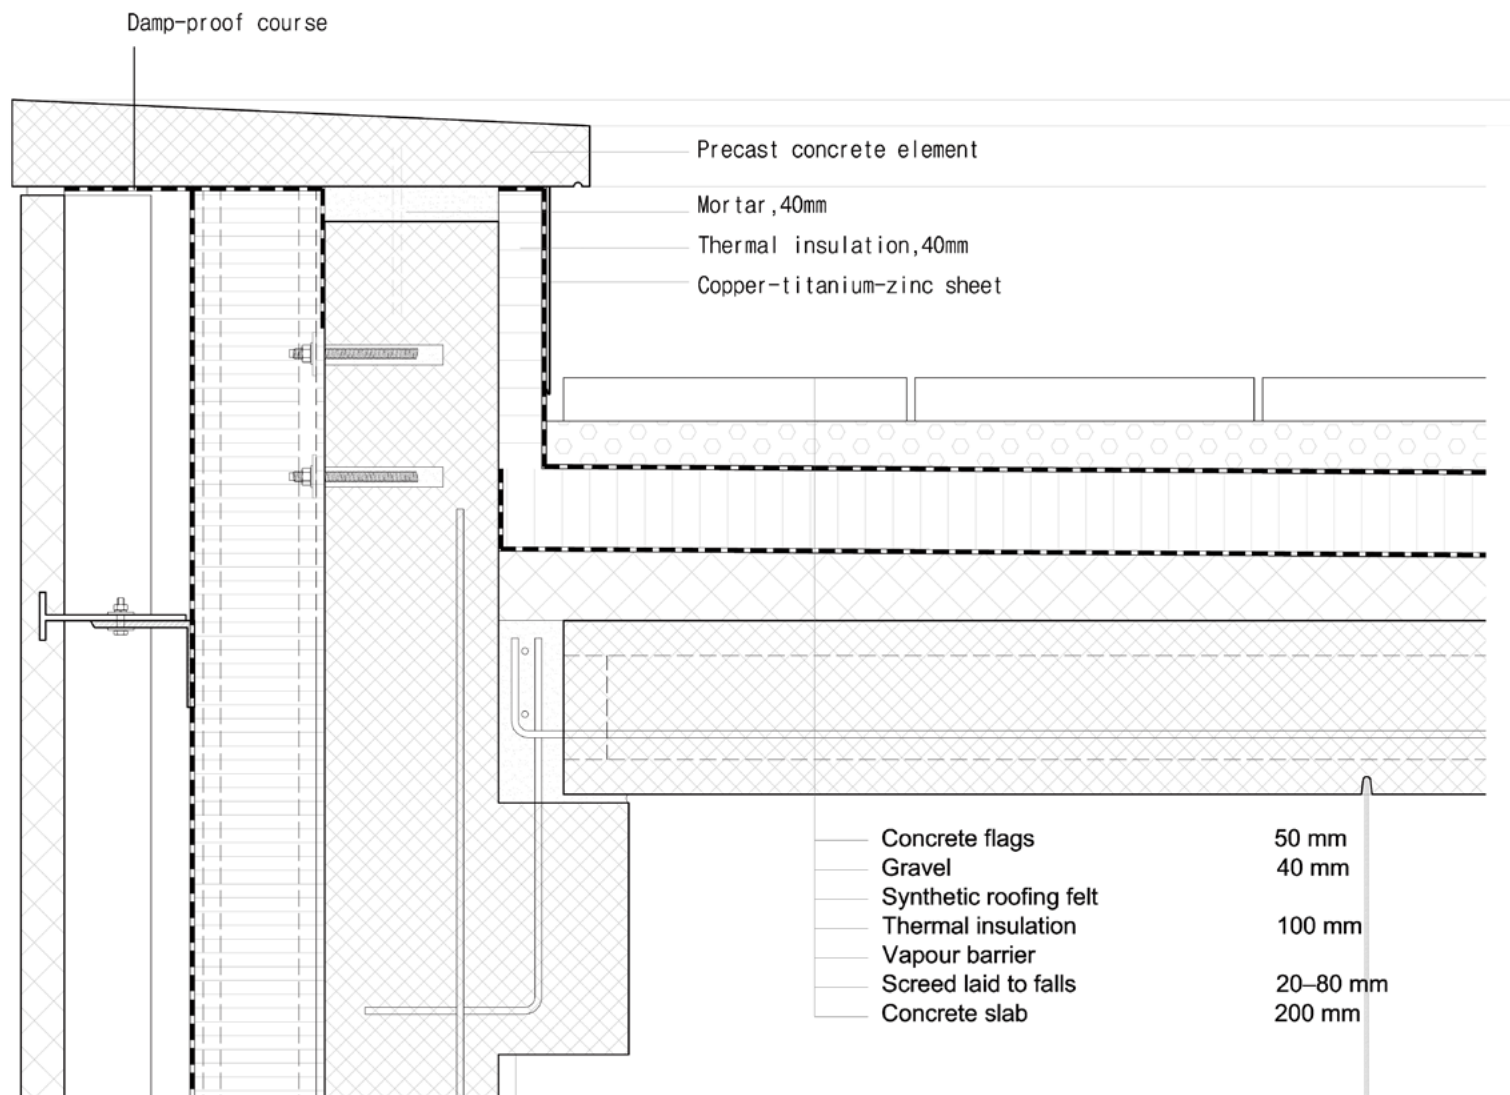 Damp-proof course
Precast concrete element
Mortar,40mm
Thermal insulation,40mm
Copper-titanium-zinc sheet
Concrete flags 50 mm
Gravel 40 mm
Synthetic roofing felt
Thermal insulation 100 mm
Vapour barrier
Screed laid to falls 20–80 mm
Concrete slab 200 mm